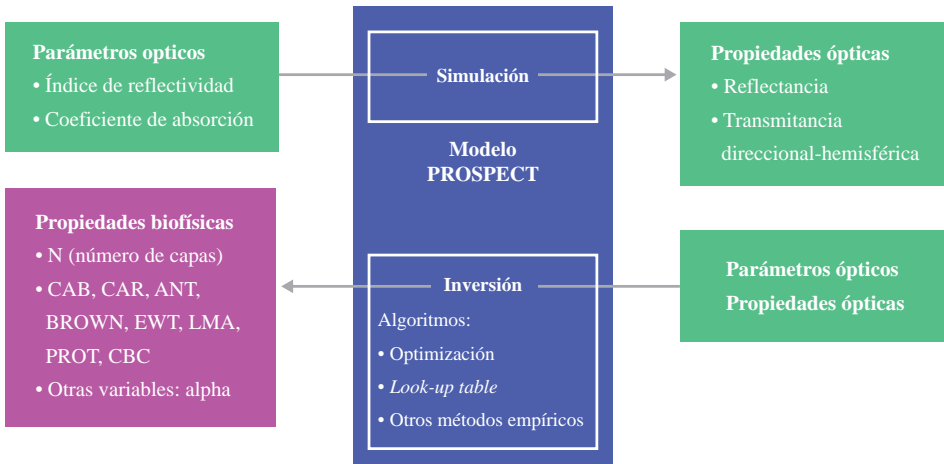 Parámetros opticos
• Índice de reflectividad
• Coeficiente de absorción
Simulación
Propiedades ópticas
• Reflectancia
• Transmitancia
direccional-hemisférica
Modelo
PROSPECT
Propiedades biofísicas
• N (número de capas)
• CAB, CAR, ANT,
BROWN, EWT, LMA,
PROT, CBC
• Otras variables: alpha
Inversión
Algoritmos:
• Optimización
• Look-up table
• Otros métodos empíricos
Parámetros ópticos
Propiedades ópticas